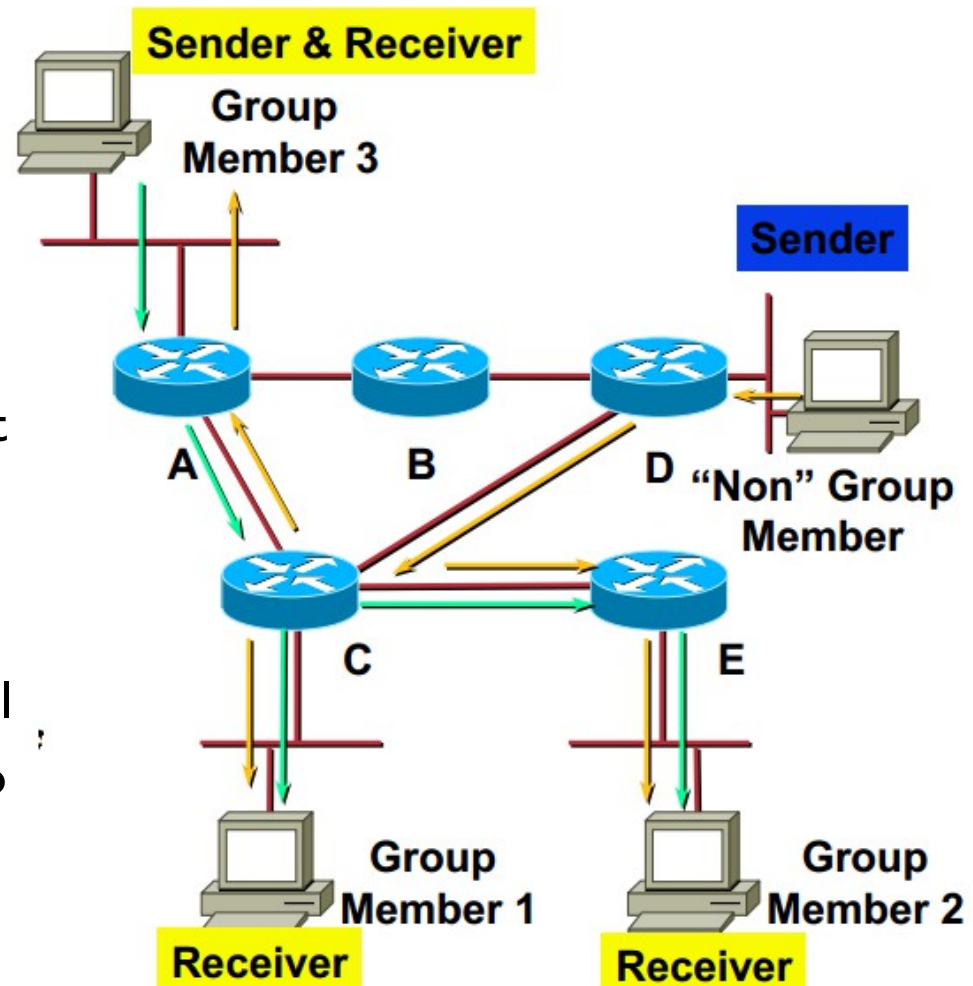 Sender & Receiver
Group
Member 3
Sender
A
B
D
“Non” Group
Member
C
E
Group
Member 1
Receiver
Group
Member 2
Receiver